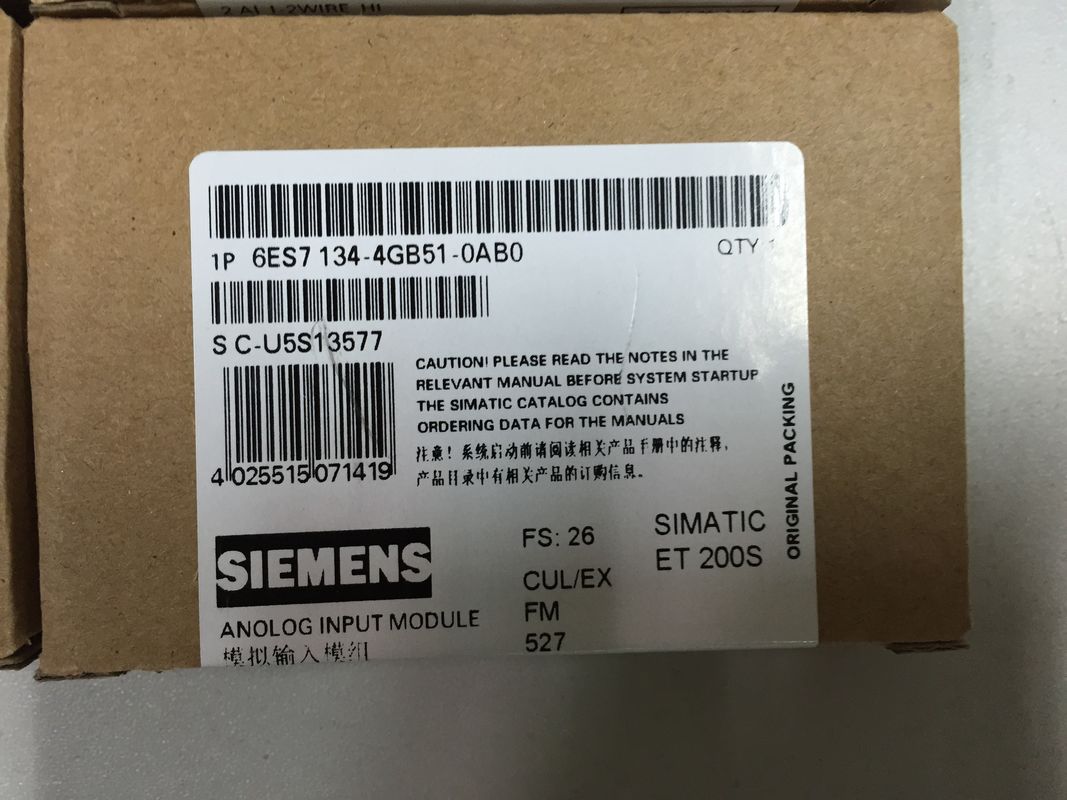 2 AI I-2WIRE HF
1P 6ES7 134-4GB51-0AB0
QTY 1
S C-U5S13577
CAUTION! PLEASE READ THE NOTES IN THE
RELEVANT MANUAL BEFORE SYSTEM STARTUP
THE SIMATIC CATALOG CONTAINS
ORDERING DATA FOR THE MANUALS
注意！系统启动前请阅读相关产品手册中的注释，
产品目录中有相关产品的订购信息。
4 025515 071419
ORIGINAL PACKING
SIEMENS
FS: 26
SIMATIC
ET 200S
CUL/EX
FM
527
ANOLOG INPUT MODULE
模拟输入模组